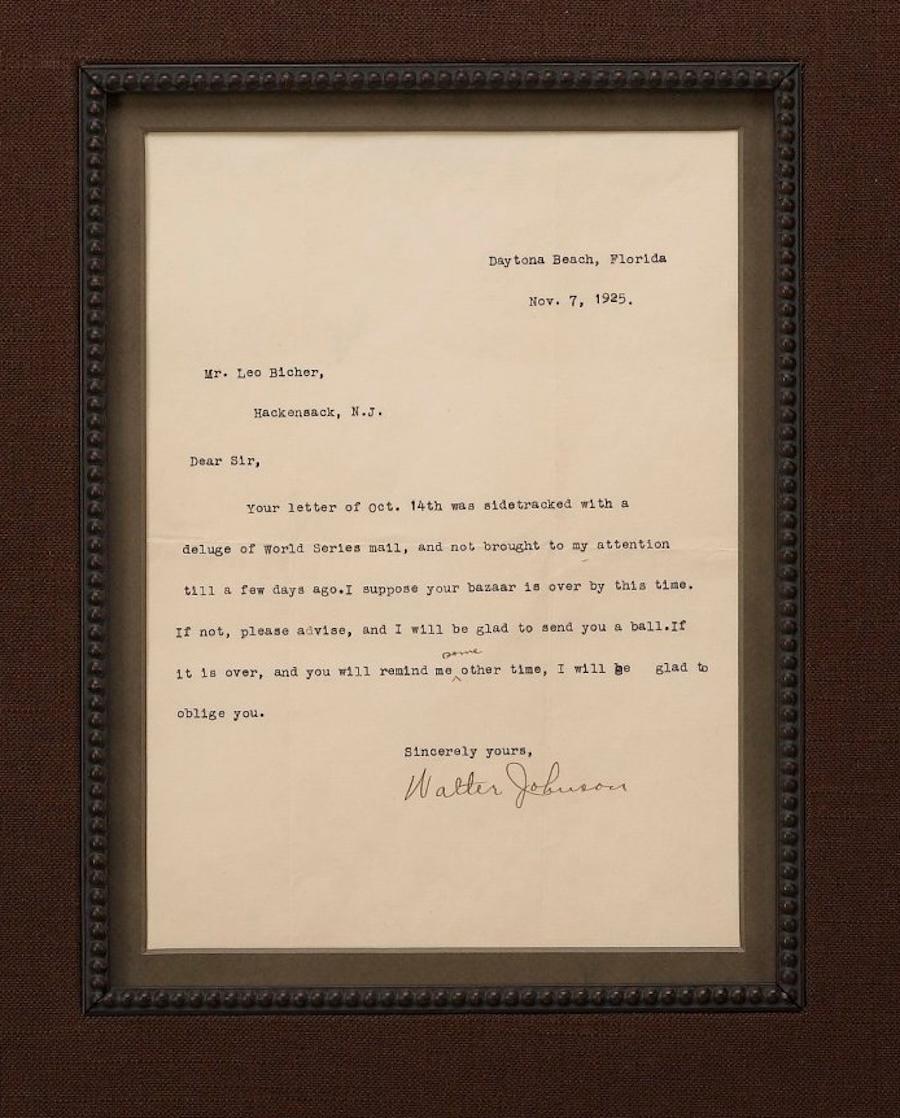 Daytona Beach, Florida
Nov. 7, 1925.
Mr. Leo Bicher,
Hackensack, N.J.
Dear Sir,
Your letter of Oct. 14th was sidetracked with a
deluge of World Series mail, and not brought to my attention
till a few days ago.I suppose your bazaar is over by this time.
If not, please advise, and I will be glad to send you a ball.If
it is over, and you will remind me some other time, I will be glad to
oblige you.
Sincerely yours,
Walter Johnson